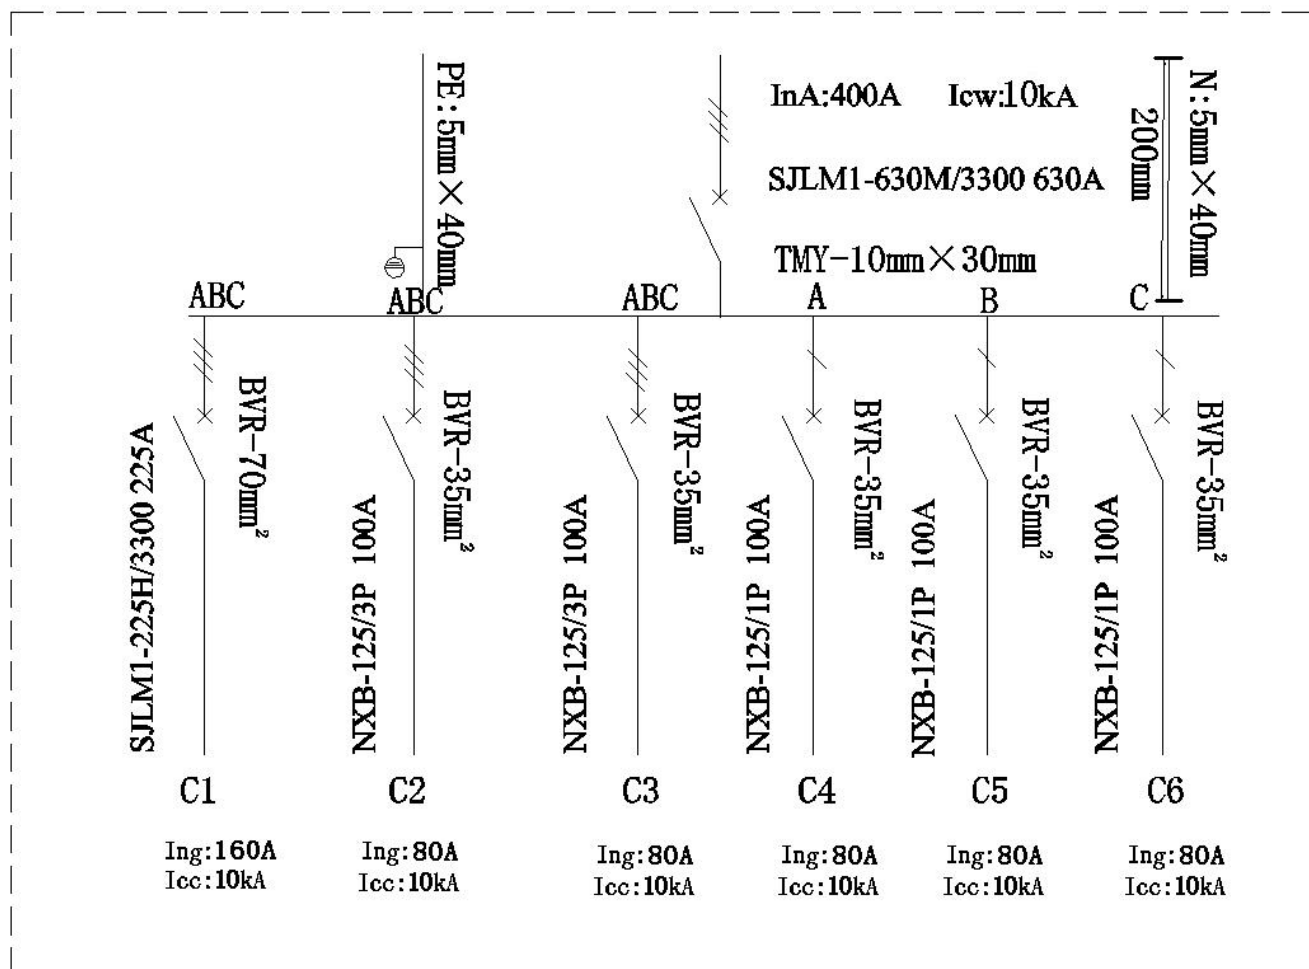 PE:5mm×40mm
InA:400A Icw:10kA
SJLM1-630M/3300 630A
TMY-10mm×30mm
N:5mm×40mm
200mm
ABC
ABC
ABC
A
B
C
SJLM1-225H/3300 225A
BVR-70mm²
NXB-125/3P 100A
BVR-35mm²
NXB-125/3P 100A
BVR-35mm²
NXB-125/1P 100A
BVR-35mm²
NXB-125/1P 100A
BVR-35mm²
NXB-125/1P 100A
BVR-35mm²
C1
C2
C3
C4
C5
C6
Ing:160A
Icc:10kA
Ing:80A
Icc:10kA
Ing:80A
Icc:10kA
Ing:80A
Icc:10kA
Ing:80A
Icc:10kA
Ing:80A
Icc:10kA